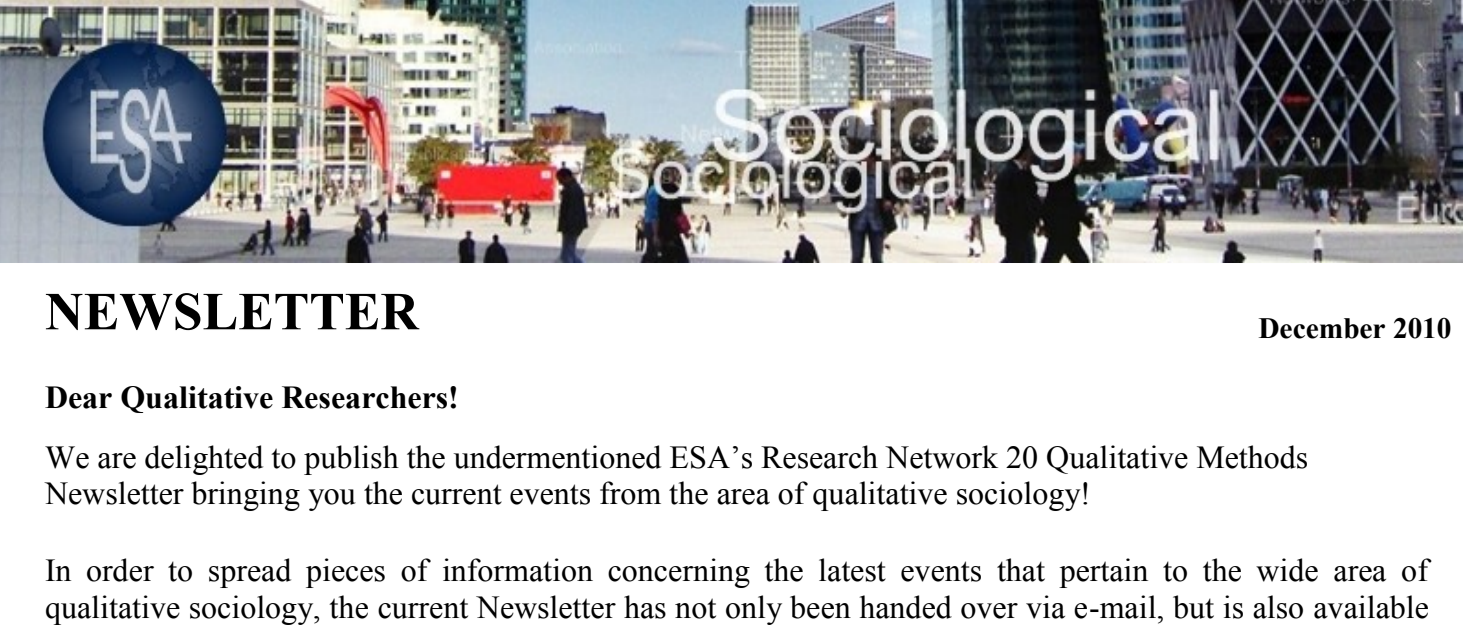 ESA
Sociological
Sociological
NEWSLETTER
December 2010
Dear Qualitative Researchers!
We are delighted to publish the undermentioned ESA’s Research Network 20 Qualitative Methods
Newsletter bringing you the current events from the area of qualitative sociology!
In order to spread pieces of information concerning the latest events that pertain to the wide area of
qualitative sociology, the current Newsletter has not only been handed over via e-mail, but is also available